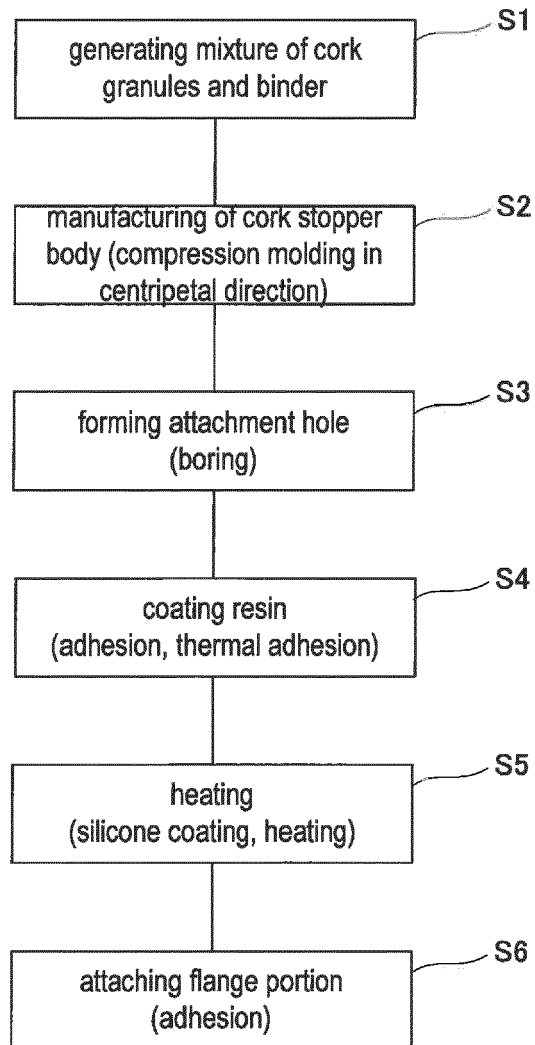 S1
generating mixture of cork
granules and binder
S2
manufacturing of cork stopper
body (compression molding in
centripetal direction)
S3
forming attachment hole
(boring)
S4
coating resin
(adhesion, thermal adhesion)
S5
heating
(silicone coating, heating)
S6
attaching flange portion
(adhesion)